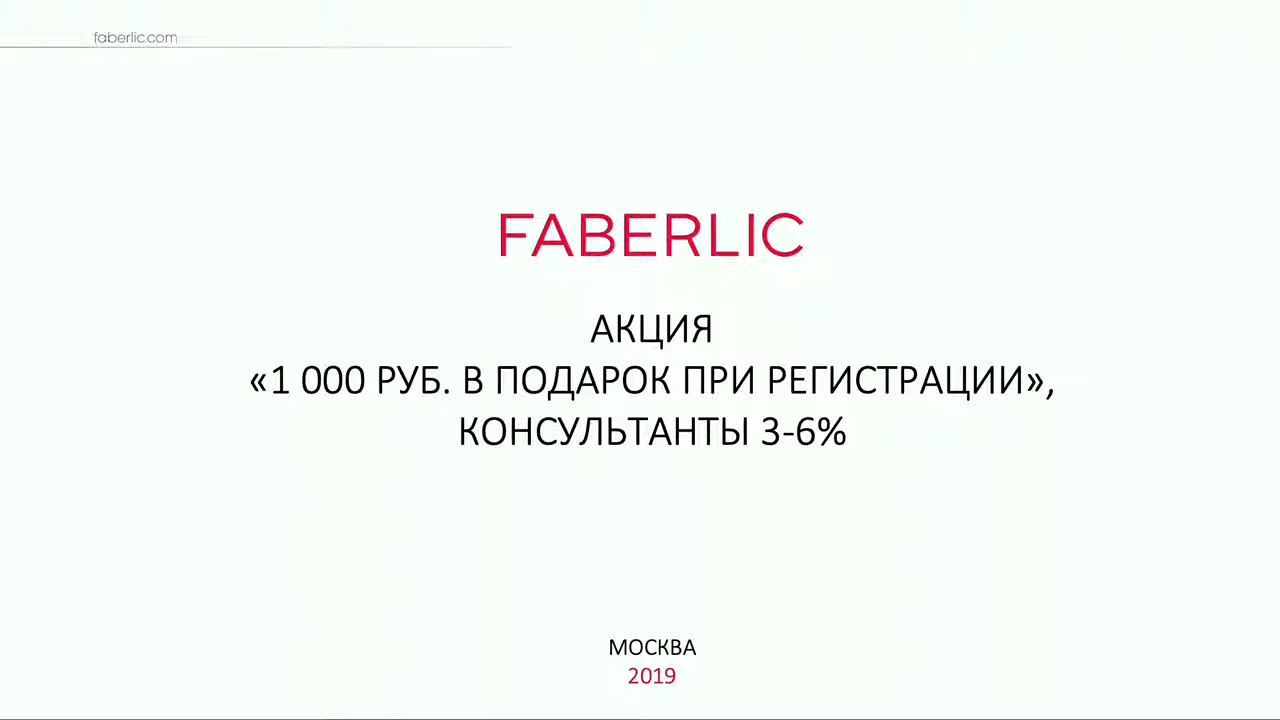 faberlic.com
FABERLIC
АКЦИЯ
«1 000 РУБ. В ПОДАРОК ПРИ РЕГИСТРАЦИИ»,
КОНСУЛЬТАНТЫ 3-6%
МОСКВА
2019